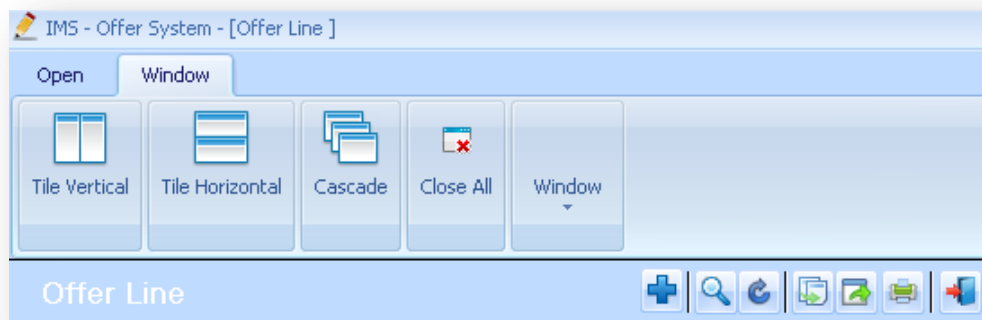 IMS - Offer System - [Offer Line ]
Open Window
Tile Vertical Tile Horizontal Cascade Close All Window
Offer Line